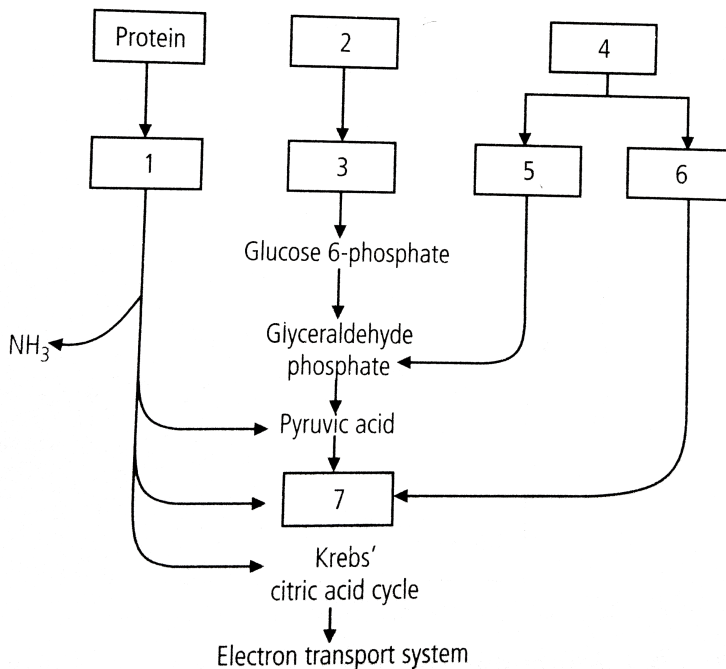 Protein
2
4
1
3
5
6
Glucose 6-phosphate
NH₃
Glyceraldehyde
phosphate
Pyruvic acid
7
Krebs'
citric acid cycle
Electron transport system